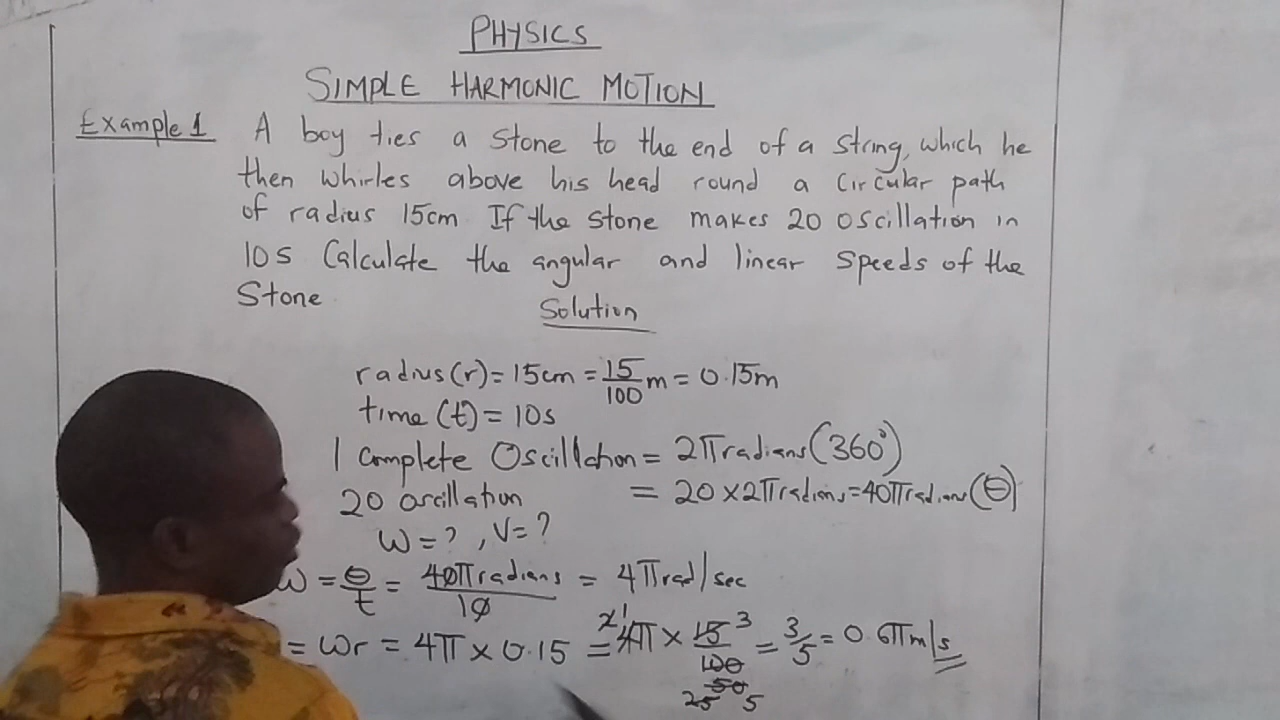 PHYSICS
SIMPLE HARMONIC MOTION
Example 1 A boy ties a stone to the end of a string, which he
then whirles above his head round a circular path
of radius 15cm If the stone makes 20 oscillation in
10s Calculate the angular and linear speeds of the
Stone
Solution
radius(r) = 15cm = 15/100 m = 0.15m
time (t) = 10s
1 complete Oscillation = 2π radians (360°)
20 oscillation = 20 × 2π radians = 40π radians (θ)
W = ? , V = ?
ω = θ/t = 40π radians/10 = 4π rad/sec
= ωr = 4π × 0.15 = 4π × 15/100 = 3/5 = 0.6π m/s